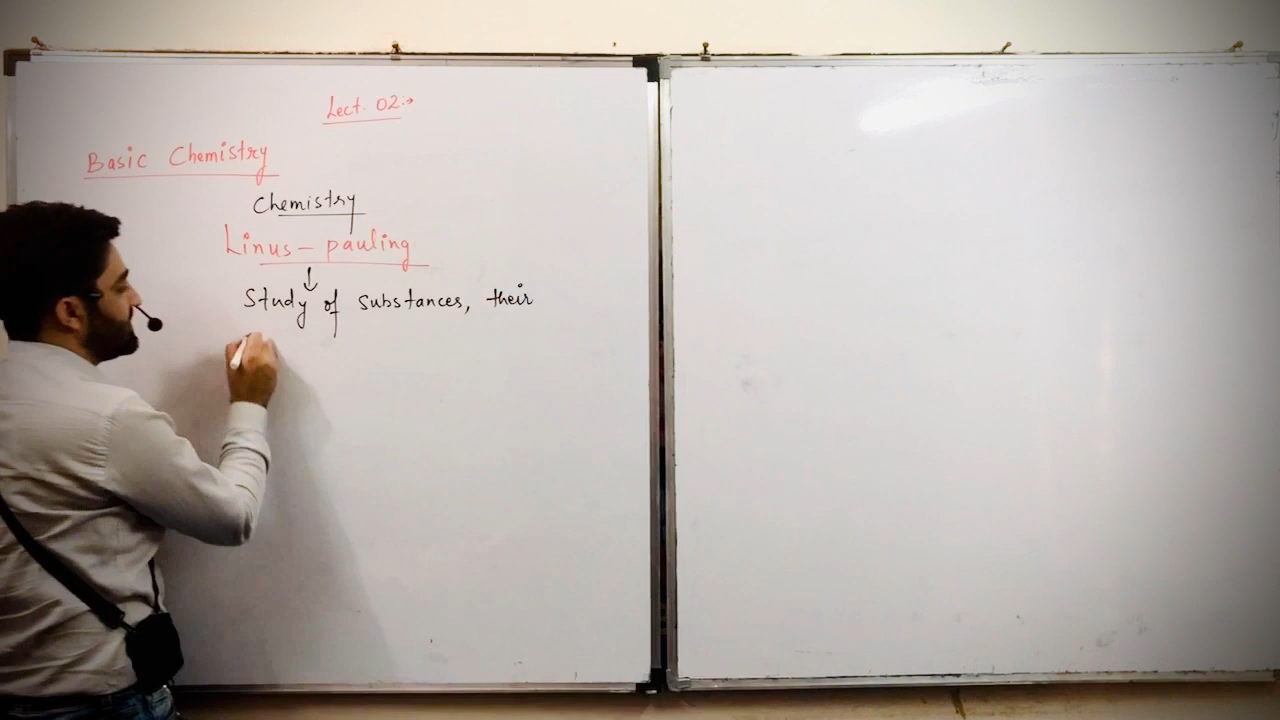 Lect. 02:→
Basic Chemistry
Chemistry
Linus - pauling
↓
Study of substances, their